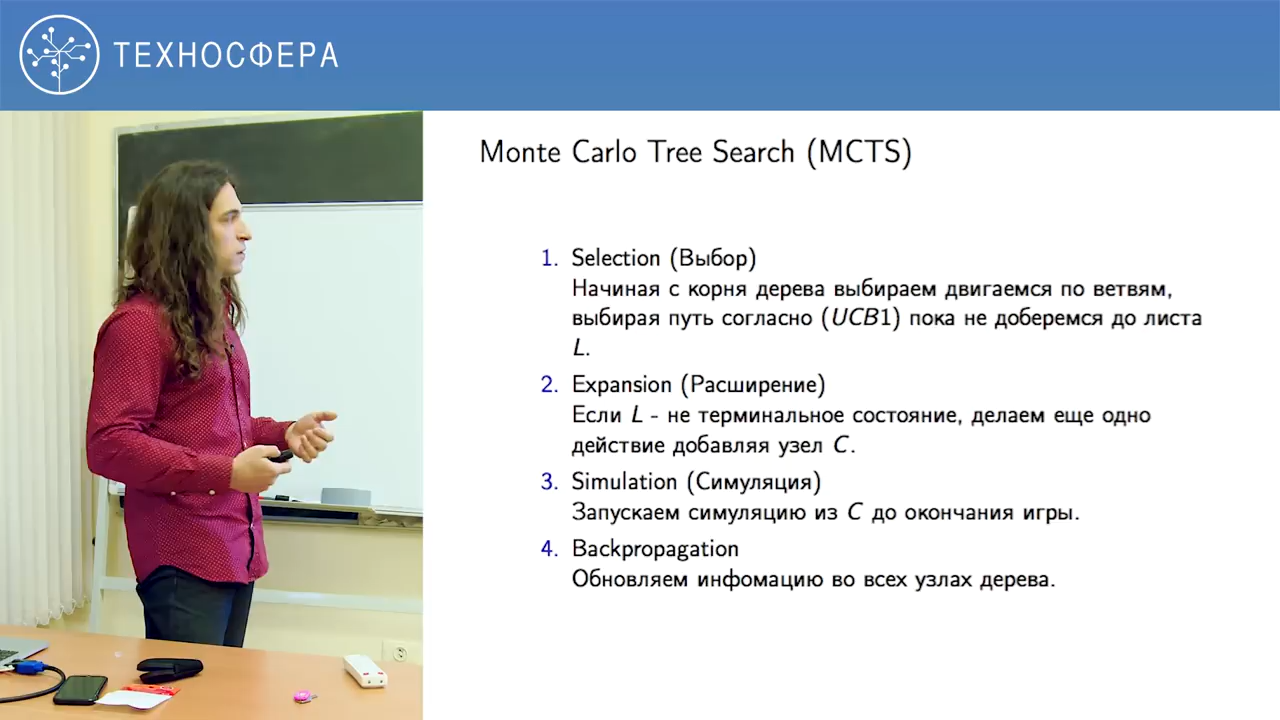 ТЕХНОСФЕРА
Monte Carlo Tree Search (MCTS)
1. Selection (Выбор)
Начиная с корня дерева выбираем двигаемся по ветвям,
выбирая путь согласно (UCB1) пока не доберемся до листа
L.
2. Expansion (Расширение)
Если L - не терминальное состояние, делаем еще одно
действие добавляя узел C.
3. Simulation (Симуляция)
Запускаем симуляцию из C до окончания игры.
4. Backpropagation
Обновляем инфомацию во всех узлах дерева.